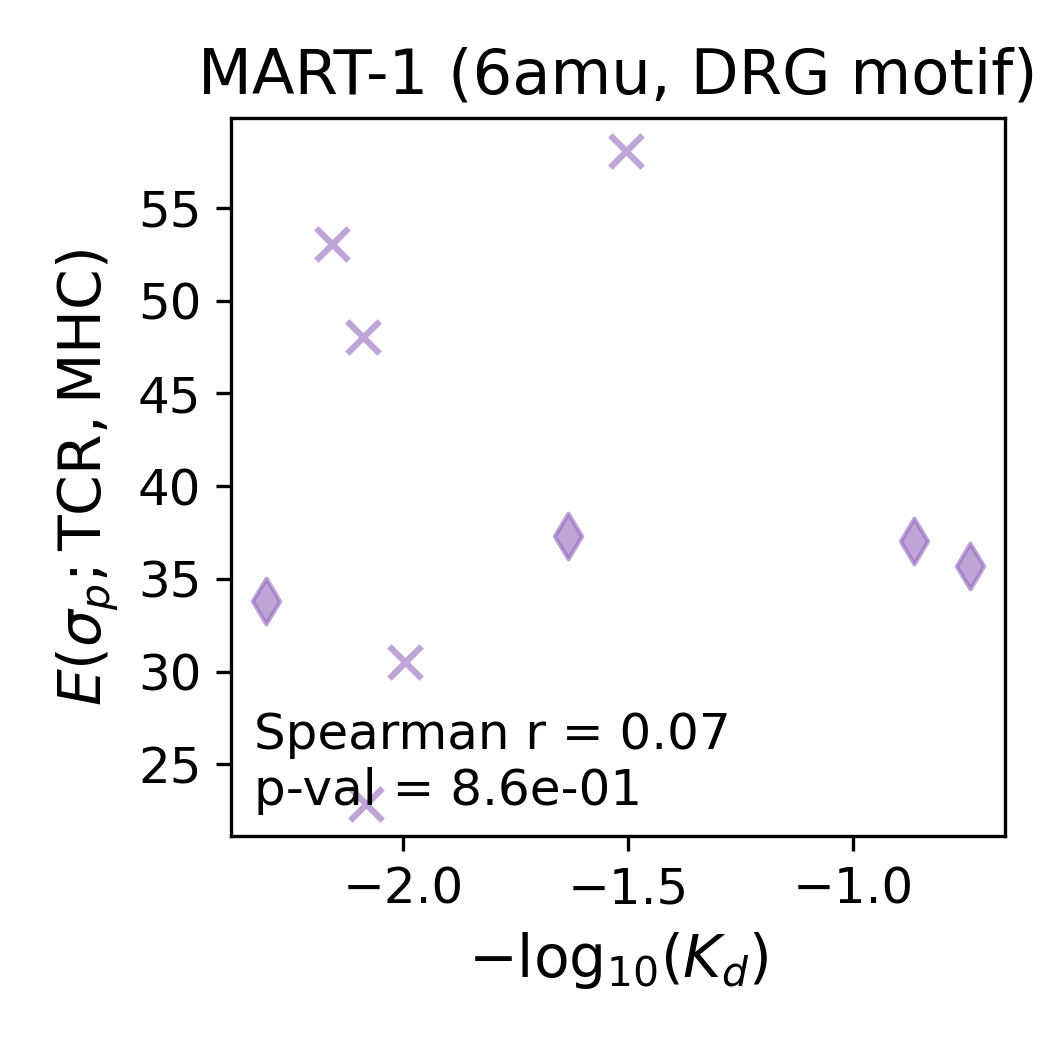 MART-1 (6amu, DRG motif)
E(σₚ; TCR, MHC)
55
50
45
40
35
30
25
Spearman r = 0.07
p-val = 8.6e-01
−2.0 −1.5 −1.0
−log₁₀(K_d)